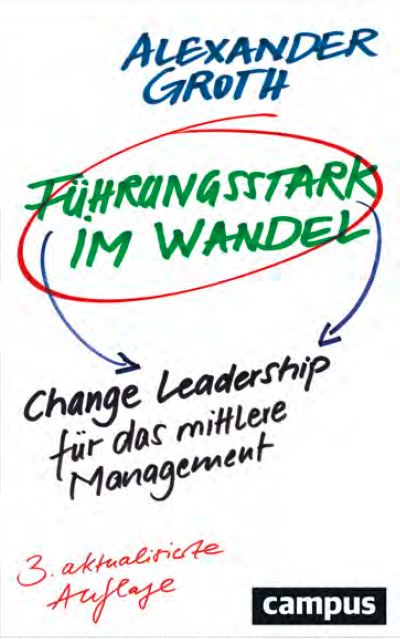 ALEXANDER
GROTH
FÜHRUNGSSTARK
IM WANDEL
Change Leadership
für das mittlere
Management
3. aktualisierte
Auflage
campus